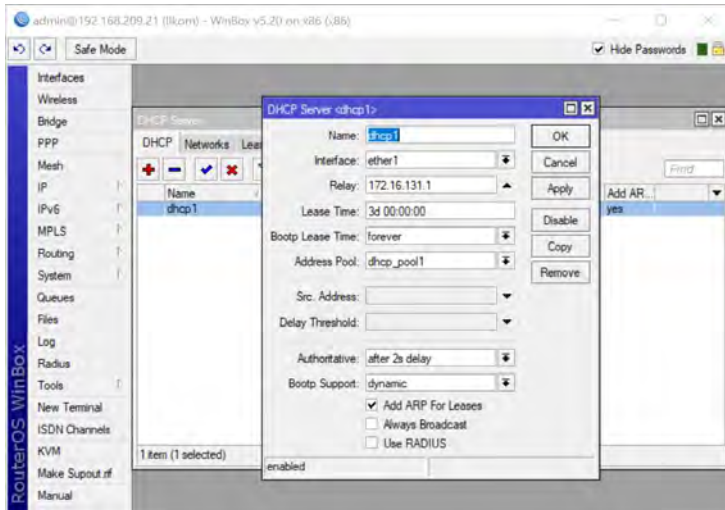 admin@192.168.209.21 (Ilkom) - WinBox v5.20 on x86 (x86)
Safe Mode
Hide Passwords
Interfaces
Wireless
Bridge
PPP
Mesh
IP
IPv6
MPLS
Routing
System
Queues
Files
Log
Radius
Tools
New Terminal
ISDN Channels
KVM
Make Supout.rif
Manual
RouterOS WinBox
DHCP Server
DHCP Networks
Find
Name
Add AR...
dhcp1
yes
1 item (1 selected)
DHCP Server <dhcp1>
Name: dhcp1
Interface: ether1
Relay: 172.16.131.1
Lease Time: 3d 00:00:00
Bootp Lease Time: forever
Address Pool: dhcp_pool1
Src. Address:
Delay Threshold:
Authoritative: after 2s delay
Bootp Support: dynamic
Add ARP For Leases
Always Broadcast
Use RADIUS
enabled
OK
Cancel
Apply
Disable
Copy
Remove